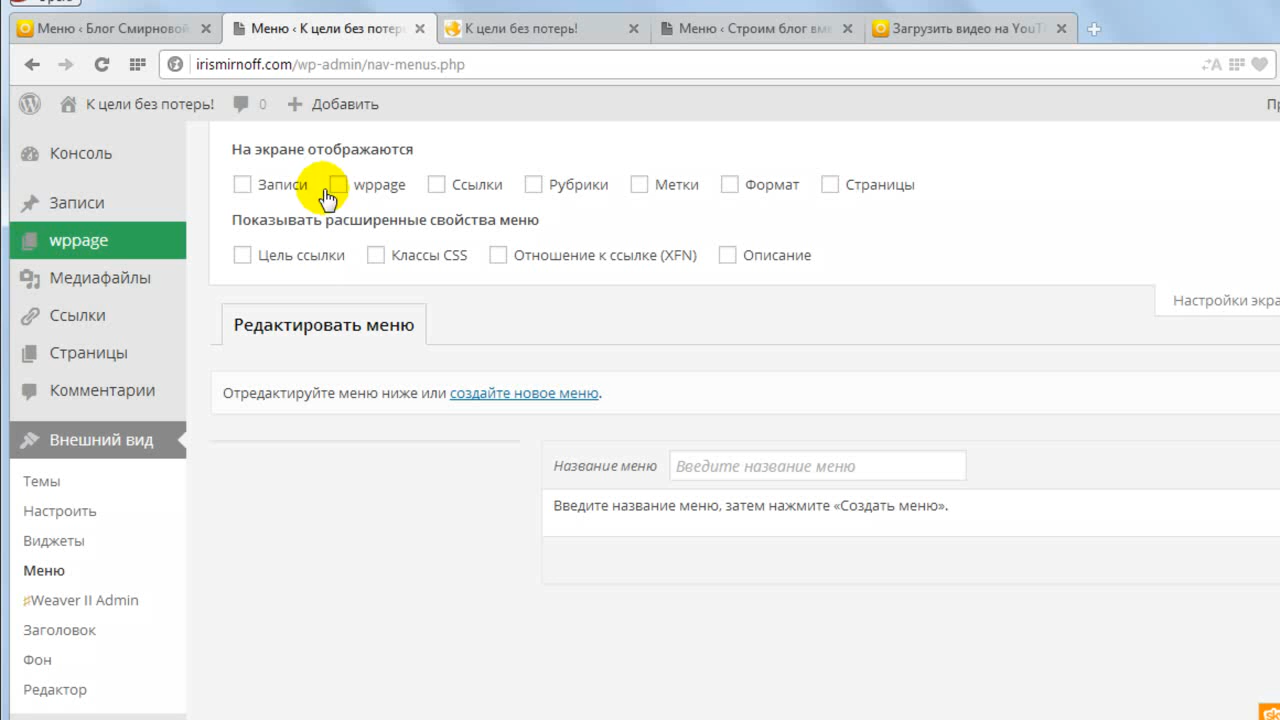 Меню ‹ Блог Смирновой
Меню ‹ К цели без потерь
К цели без потерь!
Меню ‹ Строим блог вме
Загрузить видео на YouT
irismirnoff.com/wp-admin/nav-menus.php
К цели без потерь! 0 Добавить
Консоль
Записи
wppage
Медиафайлы
Ссылки
Страницы
Комментарии
Внешний вид
Темы
Настроить
Виджеты
Меню
Weaver II Admin
Заголовок
Фон
Редактор
На экране отображаются
Записи wppage Ссылки Рубрики Метки Формат Страницы
Показывать расширенные свойства меню
Цель ссылки Классы CSS Отношение к ссылке (XFN) Описание
Настройки экра
Редактировать меню
Отредактируйте меню ниже или создайте новое меню.
Название меню Введите название меню
Введите название меню, затем нажмите «Создать меню».